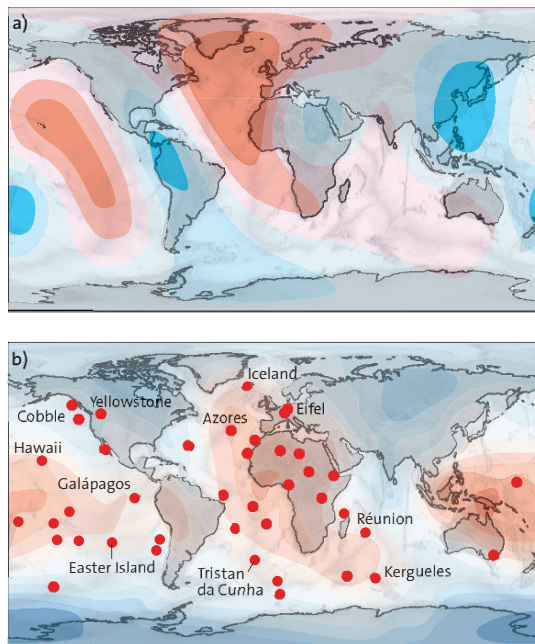 a)
b)
Iceland
Yellowstone
Eifel
Cobble
Azores
Hawaii
Galápagos
Réunion
Easter Island
Tristan
da Cunha
Kergueles